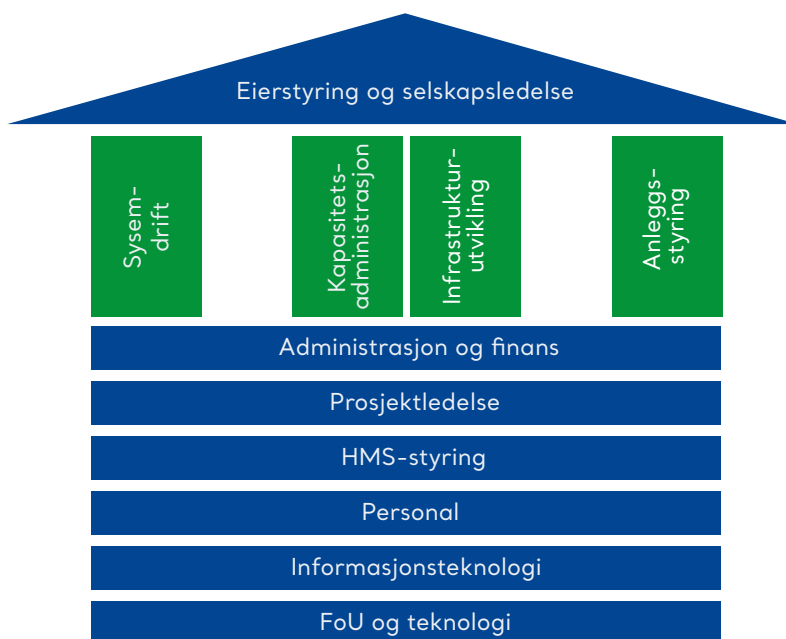 Eierstyring og selskapsledelse
Sysem-
drift
Kapasitets-
administrasjon
Infrastruktur-
utvikling
Anleggs-
styring
Administrasjon og finans
Prosjektledelse
HMS-styring
Personal
Informasjonsteknologi
FoU og teknologi